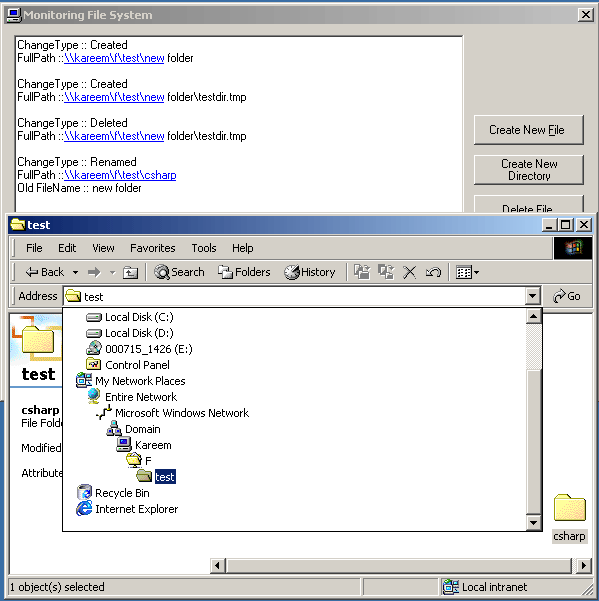 Monitoring File System
ChangeType :: Created
FullPath ::\\kareem\f\test\new folder
ChangeType :: Created
FullPath ::\\kareem\f\test\new folder\testdir.tmp
ChangeType :: Deleted
FullPath ::\\kareem\f\test\new folder\testdir.tmp
ChangeType :: Renamed
FullPath ::\\kareem\f\test\csharp
Old FileName :: new folder
Create New File
Create New
Directory
Delete File
test
File Edit View Favorites Tools Help
Back Search Folders History
Address test Go
Local Disk (C:)
Local Disk (D:)
000715_1426 (E:)
Control Panel
My Network Places
Entire Network
Microsoft Windows Network
Domain
Kareem
F
test
Recycle Bin
Internet Explorer
test
csharp
File Folde
Modified
Attribute
csharp
1 object(s) selected
Local intranet